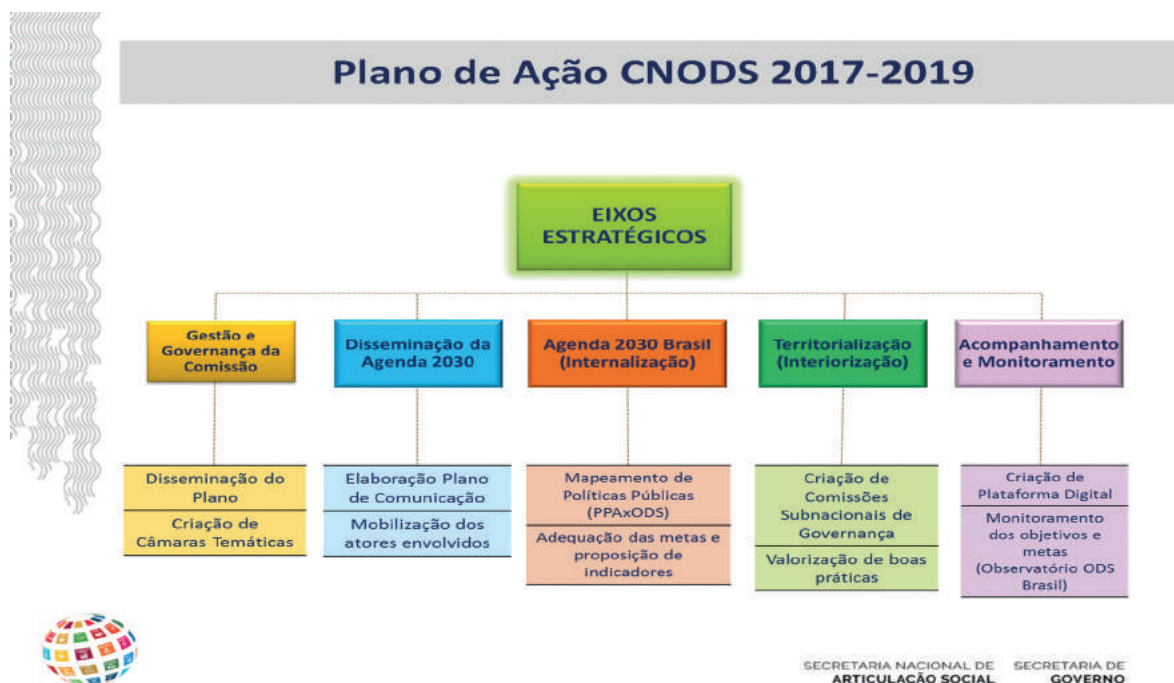 Plano de Ação CNODS 2017-2019
EIXOS
ESTRATÉGICOS
Gestão e
Governança da
Comissão
Disseminação da
Agenda 2030
Agenda 2030 Brasil
(Internalização)
Territorialização
(Interiorização)
Acompanhamento
e Monitoramento
Disseminação do
Plano
Criação de
Câmaras Temáticas
Elaboração Plano
de Comunicação
Mobilização dos
atores envolvidos
Mapeamento de
Políticas Públicas
(PPAxODS)
Adequação das metas e
proposição de
indicadores
Criação de
Comissões
Subnacionais de
Governança
Valorização de boas
práticas
Criação de
Plataforma Digital
Monitoramento
dos objetivos e
metas
(Observatório ODS
Brasil)
SECRETARIA NACIONAL DE
ARTICULAÇÃO SOCIAL
SECRETARIA DE
GOVERNO